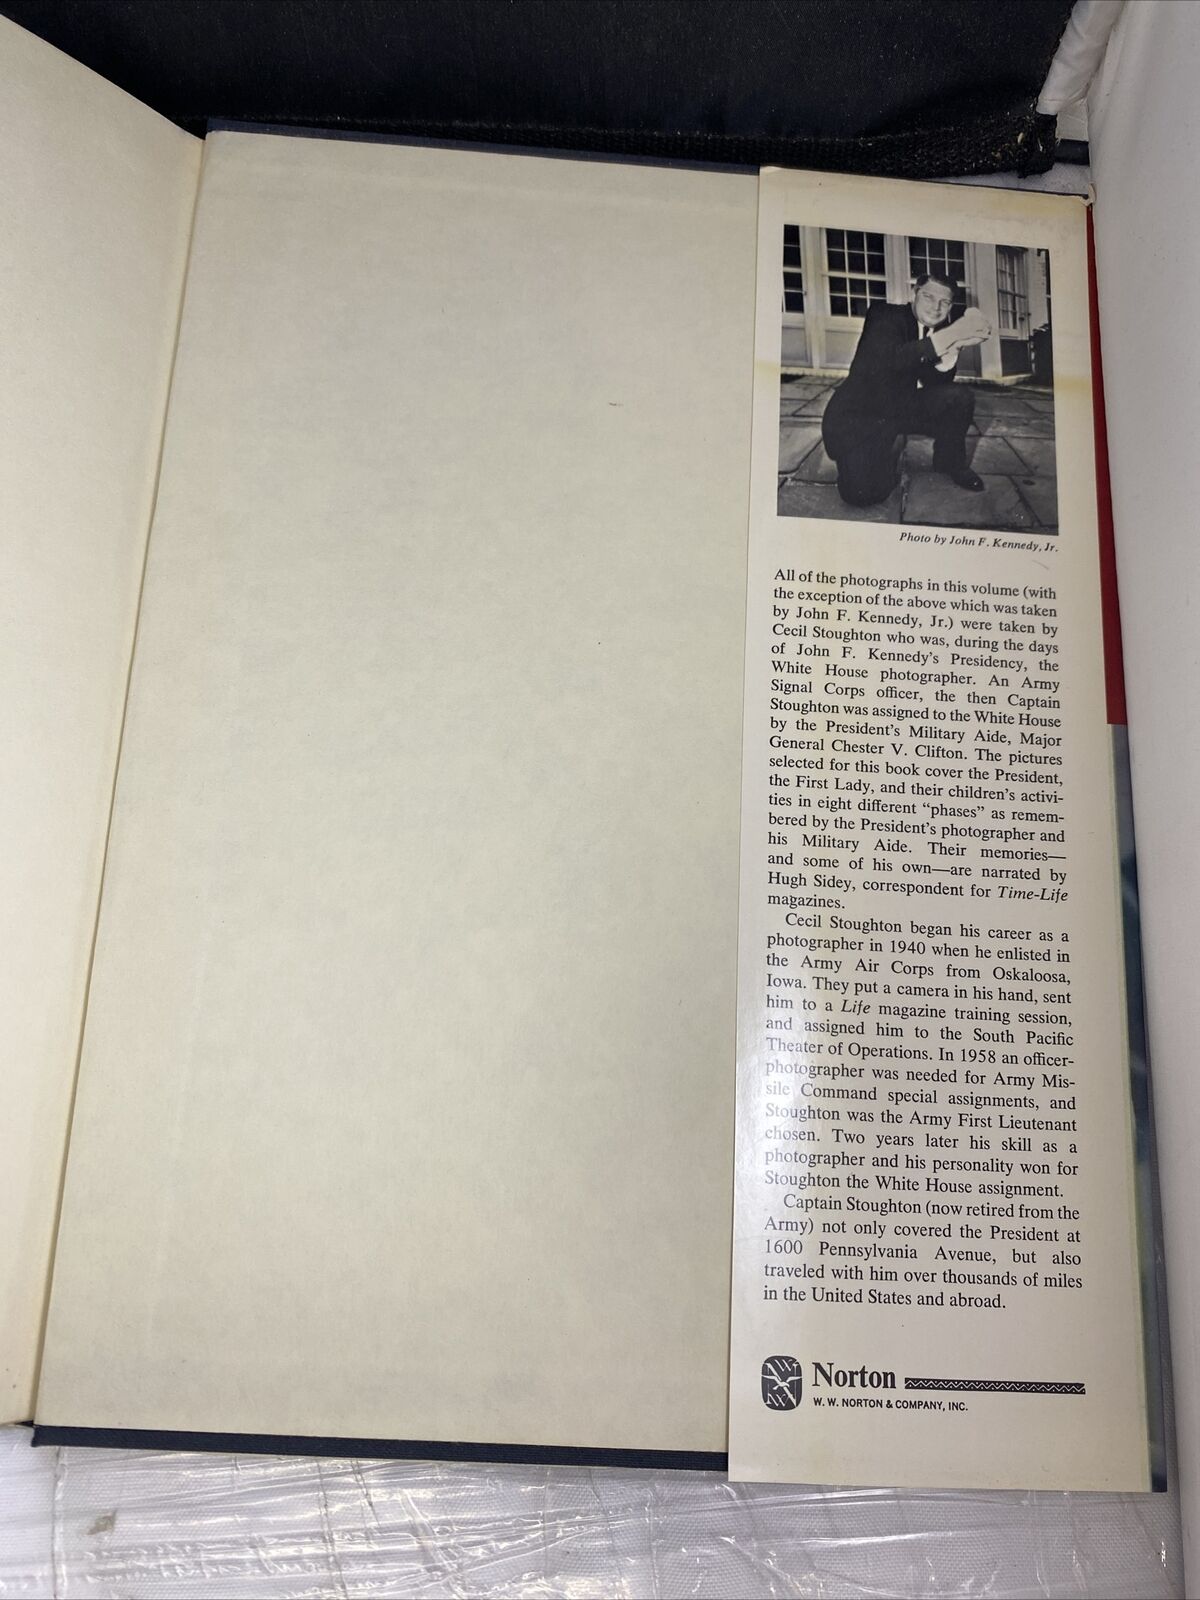 Photo by John F. Kennedy, Jr.
All of the photographs in this volume (with
the exception of the above which was taken
by John F. Kennedy, Jr.) were taken by
Cecil Stoughton who was, during the days
of John F. Kennedy's Presidency, the
White House photographer. An Army
Signal Corps officer, the then Captain
Stoughton was assigned to the White House
by the President's Military Aide, Major
General Chester V. Clifton. The pictures
selected for this book cover the President,
the First Lady, and their children's activi-
ties in eight different "phases" as remem-
bered by the President's photographer and
his Military Aide. Their memories—
and some of his own—are narrated by
Hugh Sidey, correspondent for Time-Life
magazines.
Cecil Stoughton began his career as a
photographer in 1940 when he enlisted in
the Army Air Corps from Oskaloosa,
Iowa. They put a camera in his hand, sent
him to a Life magazine training session,
and assigned him to the South Pacific
Theater of Operations. In 1958 an officer-
photographer was needed for Army Mis-
sile Command special assignments, and
Stoughton was the Army First Lieutenant
chosen. Two years later his skill as a
photographer and his personality won for
Stoughton the White House assignment.
Captain Stoughton (now retired from the
Army) not only covered the President at
1600 Pennsylvania Avenue, but also
traveled with him over thousands of miles
in the United States and abroad.
Norton
W. W. NORTON & COMPANY, INC.